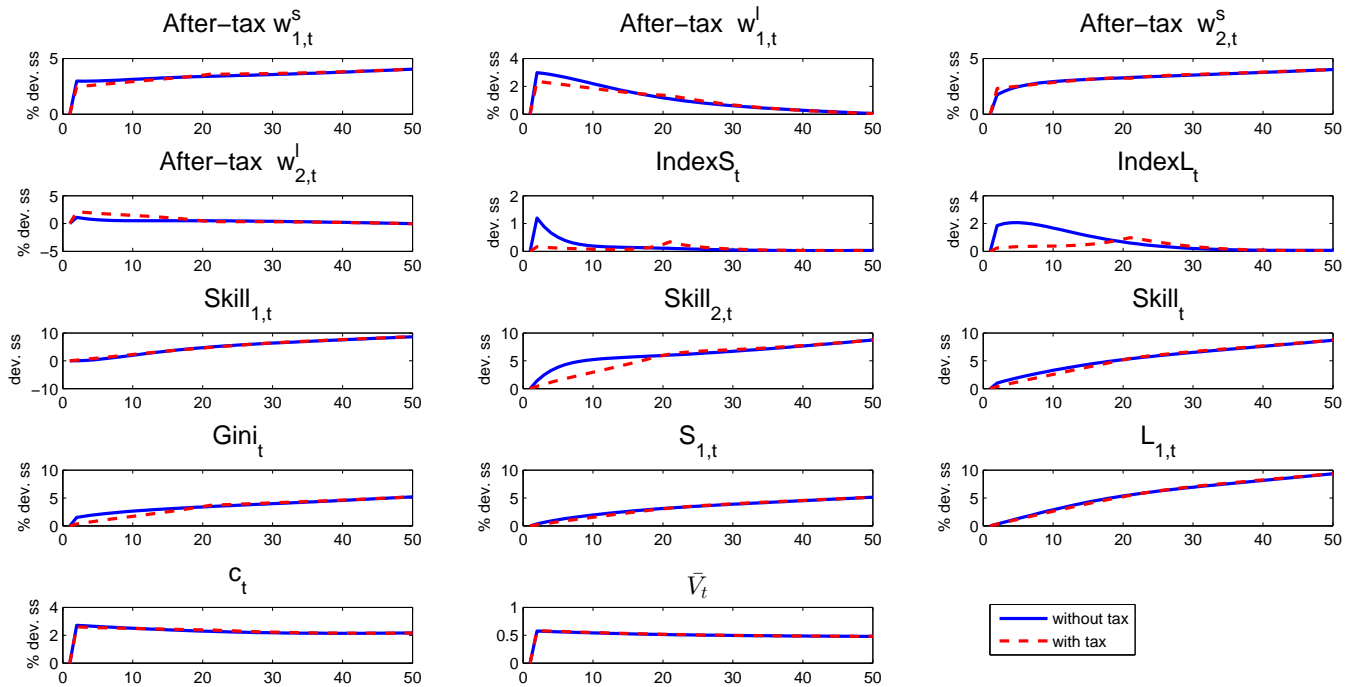 After−tax w^s_{1,t}
After−tax w^l_{1,t}
After−tax w^s_{2,t}
% dev. ss
5
0
0 10 20 30 40 50
% dev. ss
4
2
0
0 10 20 30 40 50
% dev. ss
5
0
0 10 20 30 40 50
After−tax w^l_{2,t}
IndexS_t
IndexL_t
% dev. ss
5
0
−5
0 10 20 30 40 50
dev. ss
2
1
0
0 10 20 30 40 50
dev. ss
4
2
0
0 10 20 30 40 50
Skill_{1,t}
Skill_{2,t}
Skill_t
dev. ss
10
0
−10
0 10 20 30 40 50
dev. ss
10
5
0
0 10 20 30 40 50
dev. ss
10
5
0
0 10 20 30 40 50
Gini_t
S_{1,t}
L_{1,t}
% dev. ss
10
5
0
0 10 20 30 40 50
% dev. ss
10
5
0
0 10 20 30 40 50
% dev. ss
10
5
0
0 10 20 30 40 50
c_t
V̄_t
% dev. ss
4
2
0
0 10 20 30 40 50
% dev. ss
1
0.5
0
0 10 20 30 40 50
without tax
with tax